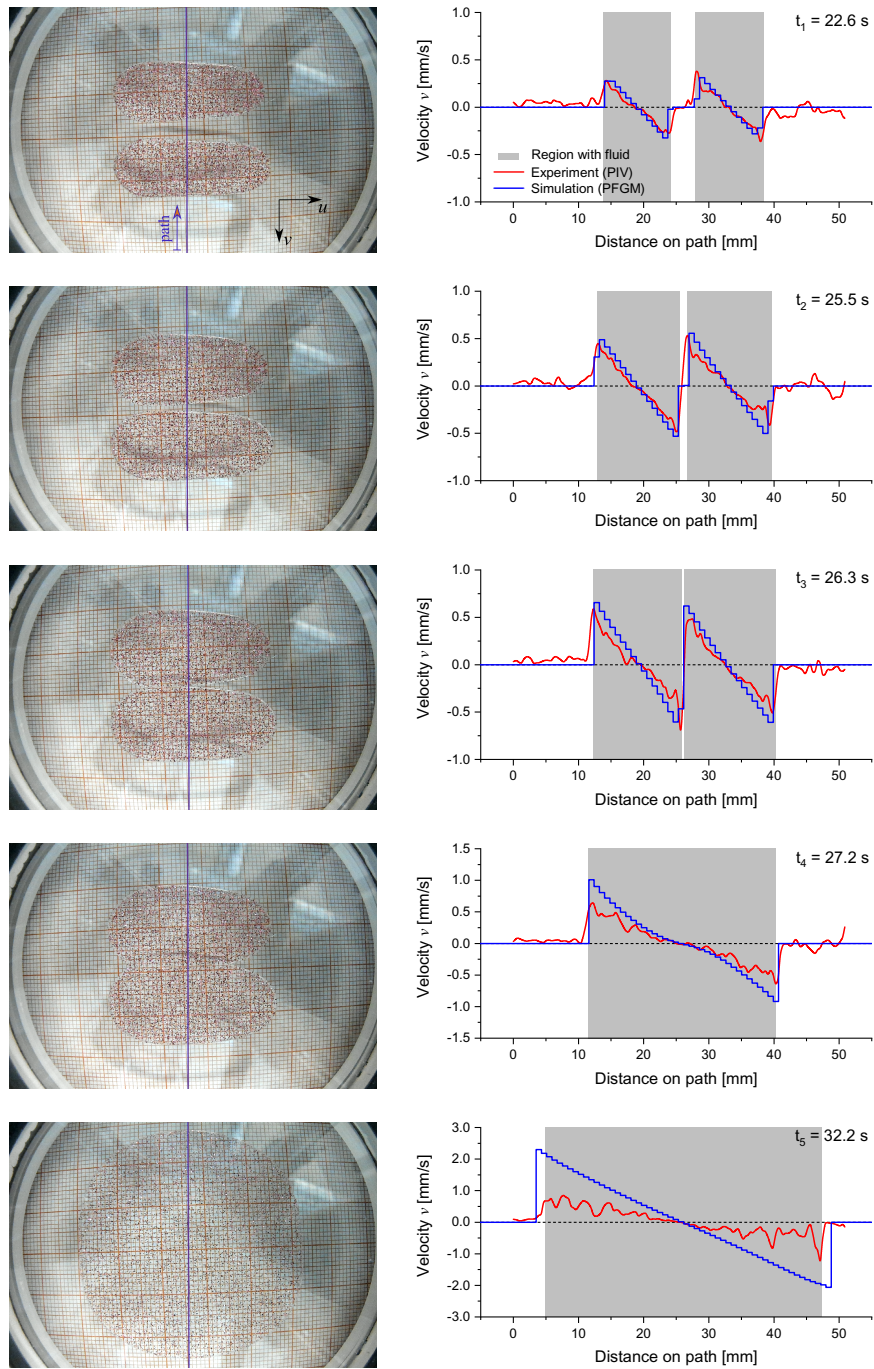 path
u
v
1.0
0.5
0.0
-0.5
-1.0
Velocity v [mm/s]
t1 = 22.6 s
Region with fluid
Experiment (PIV)
Simulation (PFGM)
0 10 20 30 40 50
Distance on path [mm]
1.0
0.5
0.0
-0.5
-1.0
Velocity v [mm/s]
t2 = 25.5 s
0 10 20 30 40 50
Distance on path [mm]
1.0
0.5
0.0
-0.5
-1.0
Velocity v [mm/s]
t3 = 26.3 s
0 10 20 30 40 50
Distance on path [mm]
1.5
1.0
0.5
0.0
-0.5
-1.0
-1.5
Velocity v [mm/s]
t4 = 27.2 s
0 10 20 30 40 50
Distance on path [mm]
3.0
2.0
1.0
0.0
-1.0
-2.0
-3.0
Velocity v [mm/s]
t5 = 32.2 s
0 10 20 30 40 50
Distance on path [mm]